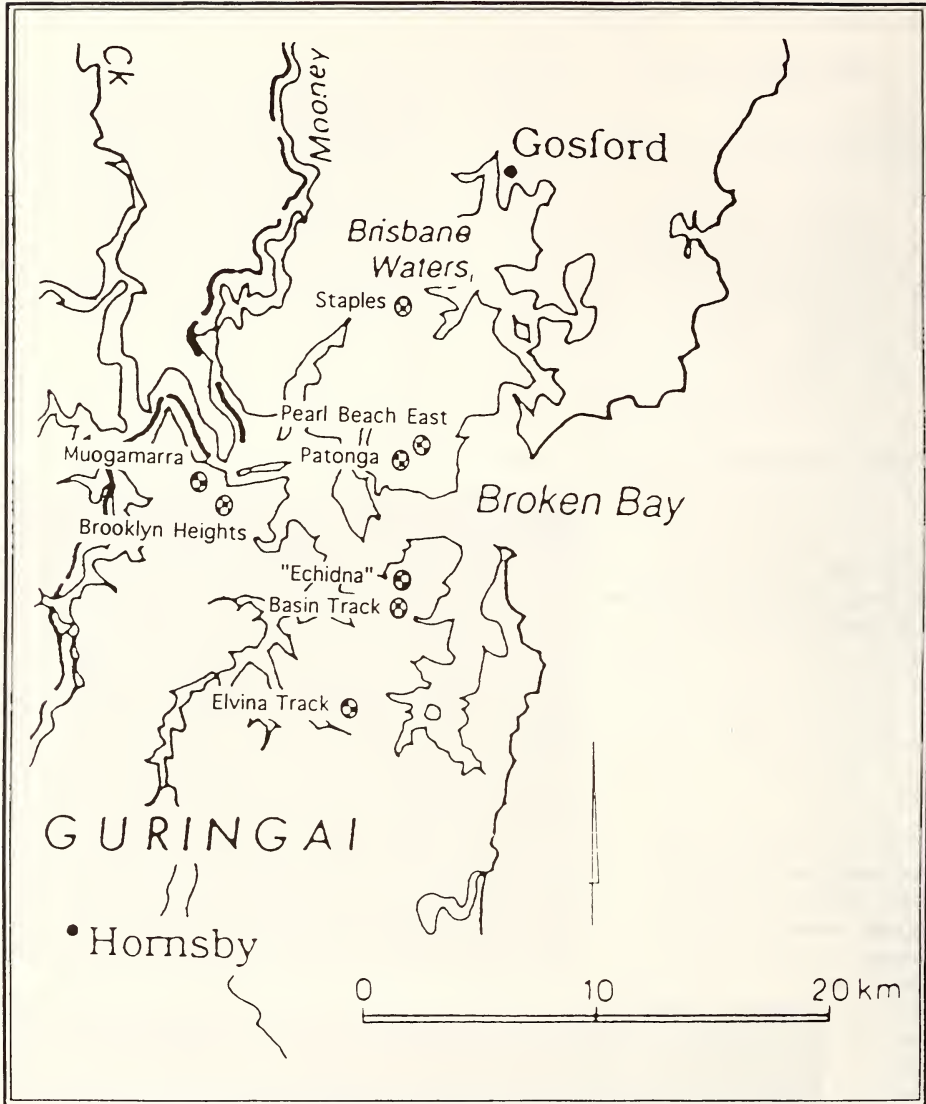 Ck
Mooney
Gosford
Brisbane
Waters,
Staples
Pearl Beach East
Patonga
Muogamarra
Brooklyn Heights
Broken Bay
"Echidna"
Basin Track
Elvina Track
GURINGAI
Hornsby
0 10 20 km